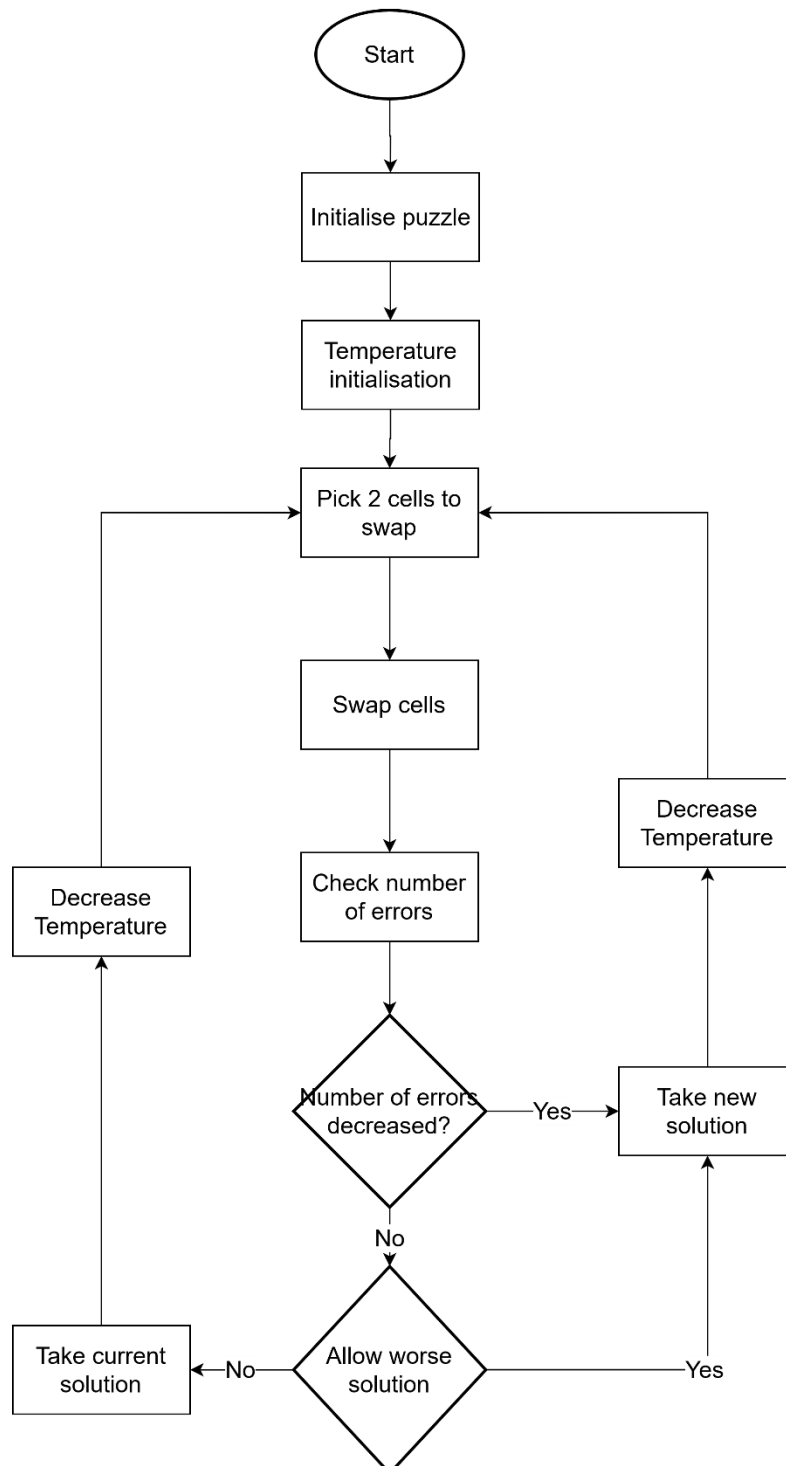 Start
Initialise puzzle
Temperature
initialisation
Pick 2 cells to
swap
Swap cells
Decrease
Temperature
Check number
of errors
Decrease
Temperature
Number of errors
decreased?
Yes
Take new
solution
No
Take current
solution
No
Allow worse
solution
Yes